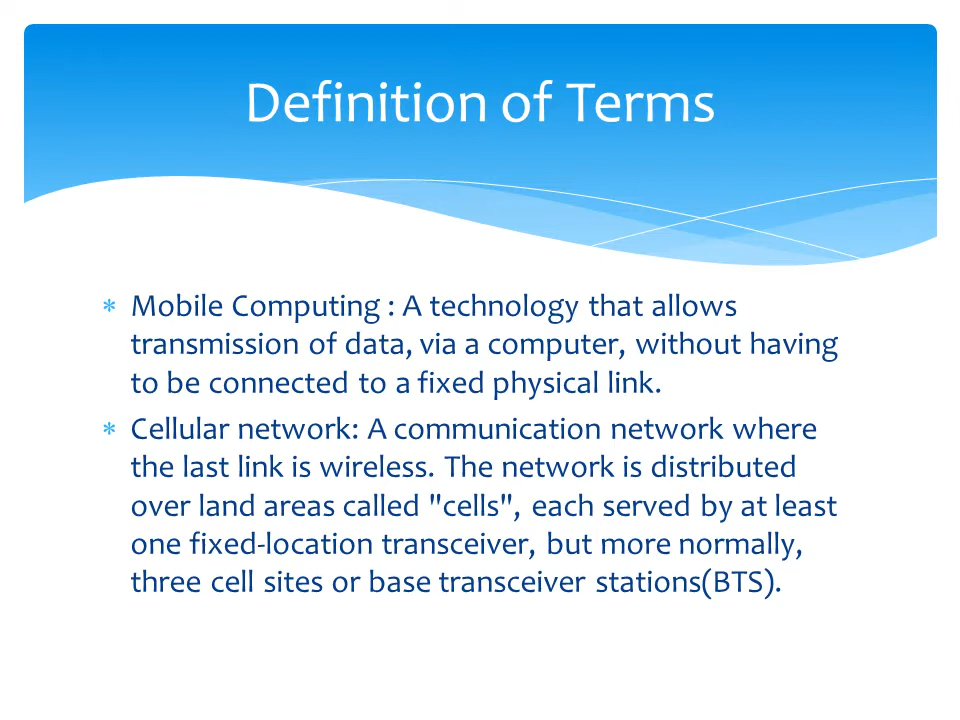 Definition of Terms
* Mobile Computing : A technology that allows
transmission of data, via a computer, without having
to be connected to a fixed physical link.
* Cellular network: A communication network where
the last link is wireless. The network is distributed
over land areas called "cells", each served by at least
one fixed-location transceiver, but more normally,
three cell sites or base transceiver stations(BTS).